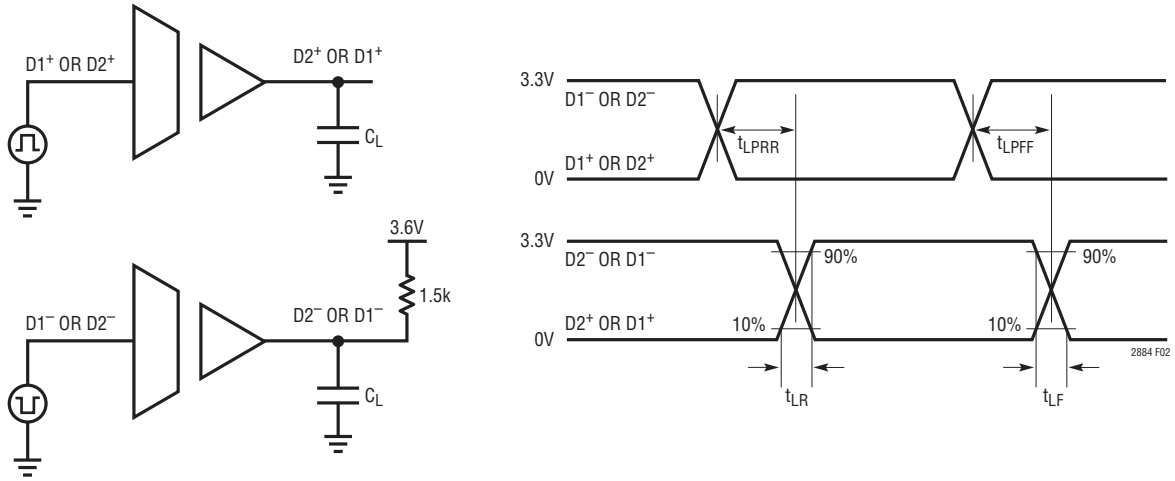 D1+ OR D2+
D2+ OR D1+
CL
3.6V
1.5k
D1− OR D2−
D2− OR D1−
CL
3.3V
D1− OR D2−
tLPRR
tLPFF
D1+ OR D2+
0V
3.3V
D2− OR D1−
90%
90%
D2+ OR D1+
10%
10%
0V
2884 F02
tLR
tLF